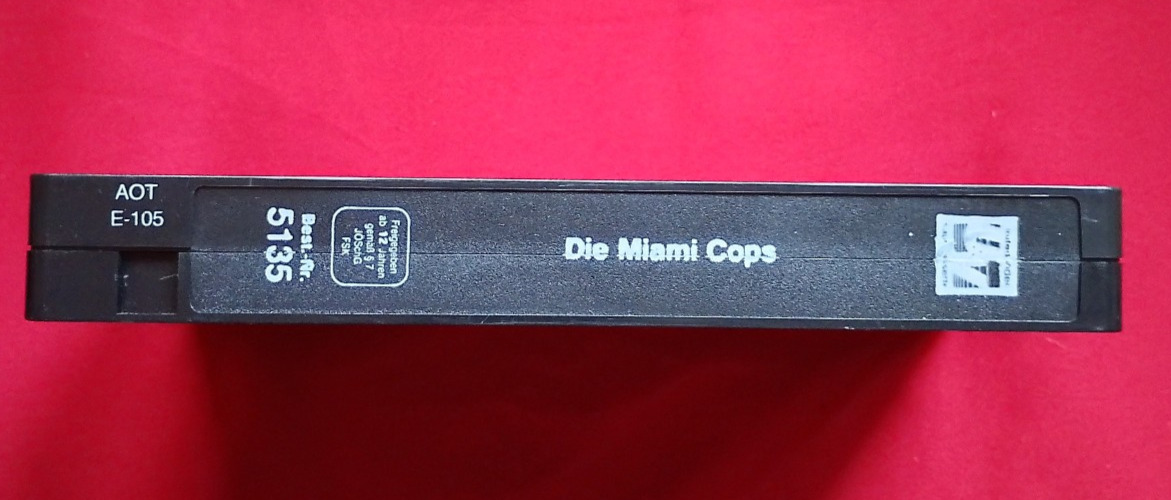 AOT
E-105
Best.-Nr.
5135
Freigegeben
ab 12 Jahren
gemäß § 7
JÖSchG
FSK
Die Miami Cops